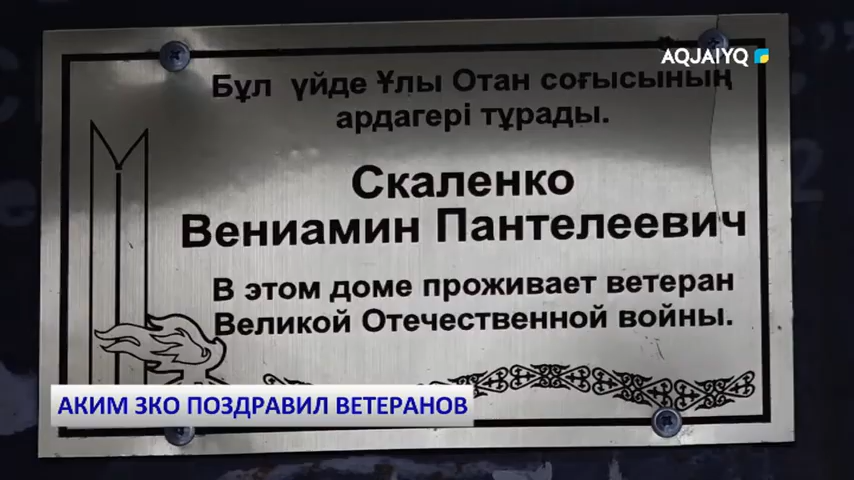 AQJAIYQ
Бұл үйде Ұлы Отан соғысының
ардагері тұрады.
Скаленко
Вениамин Пантелеевич
В этом доме проживает ветеран
Великой Отечественной войны.
АКИМ ЗКО ПОЗДРАВИЛ ВЕТЕРАНОВ